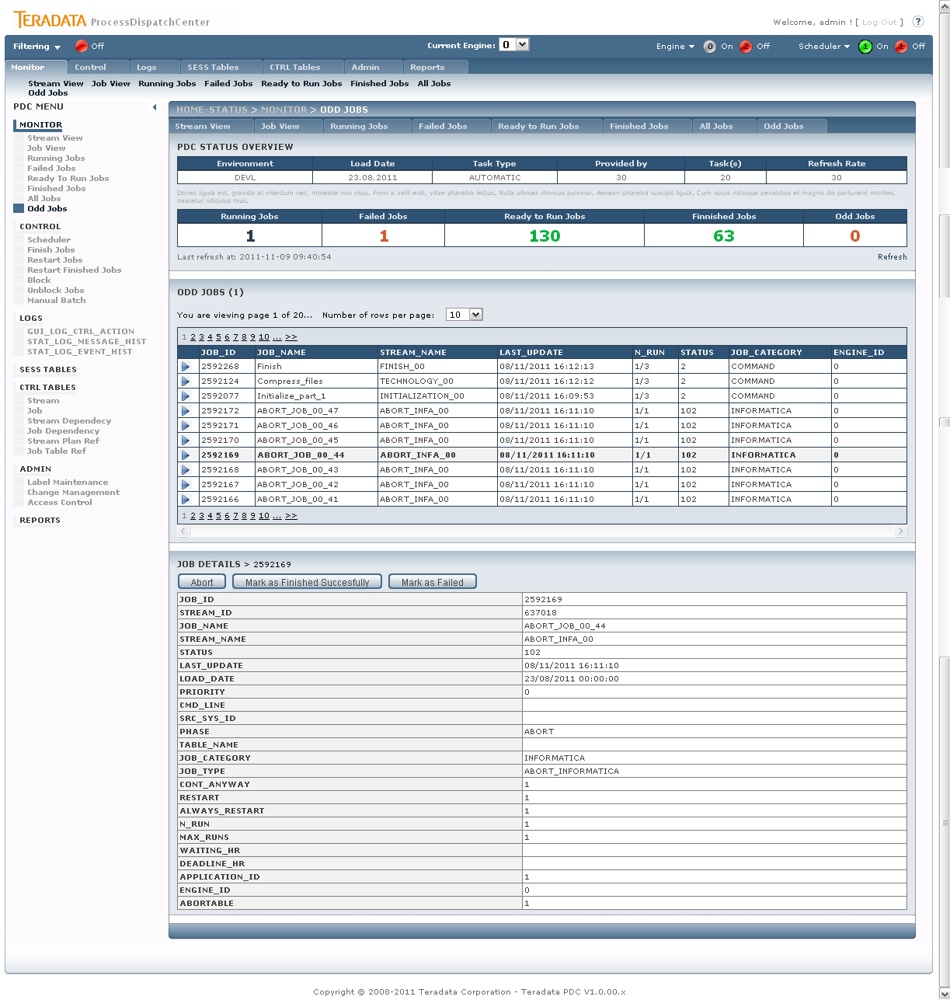 TERADATA ProcessDispatchCenter
Welcome, admin ! [ Log Out ] ?
Filtering Off Current Engine: 0 Engine 0 On 2 Off Scheduler 1 On 1 Off
Monitor Control Logs SESS Tables CTRL Tables Admin Reports
Stream View Job View Running Jobs Failed Jobs Ready to Run Jobs Finished Jobs All Jobs
Odd Jobs
PDC MENU
MONITOR
Stream View
Job View
Running Jobs
Failed Jobs
Ready To Run Jobs
Finished Jobs
All Jobs
Odd Jobs
CONTROL
Scheduler
Finish Jobs
Restart Jobs
Restart Finished Jobs
Block
Unblock Jobs
Manual Batch
LOGS
GUI_LOG_CTRL_ACTION
STAT_LOG_MESSAGE_HIST
STAT_LOG_EVENT_HIST
SESS TABLES
CTRL TABLES
Stream
Job
Stream Dependecy
Job Dependency
Stream Plan Ref
Job Table Ref
ADMIN
Label Maintenance
Change Management
Access Control
REPORTS
HOME-STATUS > MONITOR > ODD JOBS
Stream View Job View Running Jobs Failed Jobs Ready to Run Jobs Finished Jobs All Jobs Odd Jobs
PDC STATUS OVERVIEW
Environment Load Date Task Type Provided by Task(s) Refresh Rate
DEVL 23.08.2011 AUTOMATIC 30 20 30
Donec ligula est, gravida at interdum nec, molestie non risus. Proin a velit erat, vitae pharetra lectus. Nulla ultrices rhoncus pulvinar. Aenean pharetra suscipit ligula. Cum sociis natoque penatibus et magnis dis parturient montes,
nascetur ridiculus mus.
Running Jobs Failed Jobs Ready to Run Jobs Finnished Jobs Odd Jobs
1 1 130 63 0
Last refresh at: 2011-11-09 09:40:54 Refresh
ODD JOBS (1)
You are viewing page 1 of 20... Number of rows per page: 10
1 2 3 4 5 6 7 8 9 10 ... >>
JOB_ID JOB_NAME STREAM_NAME LAST_UPDATE N_RUN STATUS JOB_CATEGORY ENGINE_ID
2592268 Finish FINISH_00 08/11/2011 16:12:13 1/3 2 COMMAND 0
2592124 Compress_files TECHNOLOGY_00 08/11/2011 16:12:12 1/3 2 COMMAND 0
2592077 Initialize_part_1 INITIALIZATION_00 08/11/2011 16:09:53 1/3 2 COMMAND 0
2592172 ABORT_JOB_00_47 ABORT_INFA_00 08/11/2011 16:11:10 1/1 102 INFORMATICA 0
2592171 ABORT_JOB_00_46 ABORT_INFA_00 08/11/2011 16:11:10 1/1 102 INFORMATICA 0
2592170 ABORT_JOB_00_45 ABORT_INFA_00 08/11/2011 16:11:10 1/1 102 INFORMATICA 0
2592169 ABORT_JOB_00_44 ABORT_INFA_00 08/11/2011 16:11:10 1/1 102 INFORMATICA 0
2592168 ABORT_JOB_00_43 ABORT_INFA_00 08/11/2011 16:11:10 1/1 102 INFORMATICA 0
2592167 ABORT_JOB_00_42 ABORT_INFA_00 08/11/2011 16:11:10 1/1 102 INFORMATICA 0
2592166 ABORT_JOB_00_41 ABORT_INFA_00 08/11/2011 16:11:10 1/1 102 INFORMATICA 0
1 2 3 4 5 6 7 8 9 10 ... >>
JOB DETAILS > 2592169
Abort Mark as Finished Succesfully Mark as Failed
JOB_ID 2592169
STREAM_ID 637018
JOB_NAME ABORT_JOB_00_44
STREAM_NAME ABORT_INFA_00
STATUS 102
LAST_UPDATE 08/11/2011 16:11:10
LOAD_DATE 23/08/2011 00:00:00
PRIORITY 0
CMD_LINE
SRC_SYS_ID
PHASE ABORT
TABLE_NAME
JOB_CATEGORY INFORMATICA
JOB_TYPE ABORT_INFORMATICA
CONT_ANYWAY 1
RESTART 1
ALWAYS_RESTART 1
N_RUN 1
MAX_RUNS 1
WAITING_HR
DEADLINE_HR
APPLICATION_ID 1
ENGINE_ID 0
ABORTABLE 1
Copyright © 2008-2011 Teradata Corporation - Teradata PDC V1.0.00.x